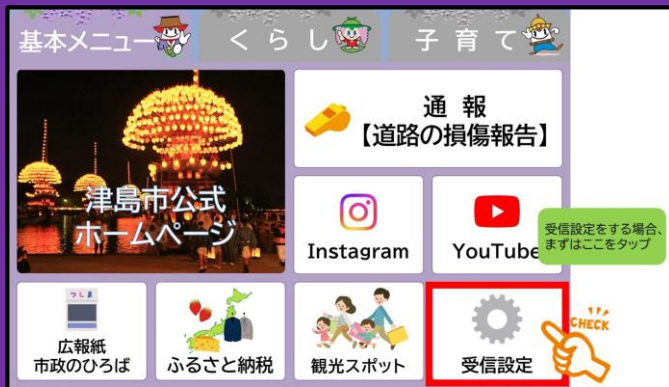 基本メニュー
くらし
子育て
通報
【道路の損傷報告】
津島市公式
ホームページ
Instagram
YouTube
受信設定をする場合、
まずはここをタップ
つしま
広報紙
市政のひろば
ふるさと納税
観光スポット
受信設定
CHECK